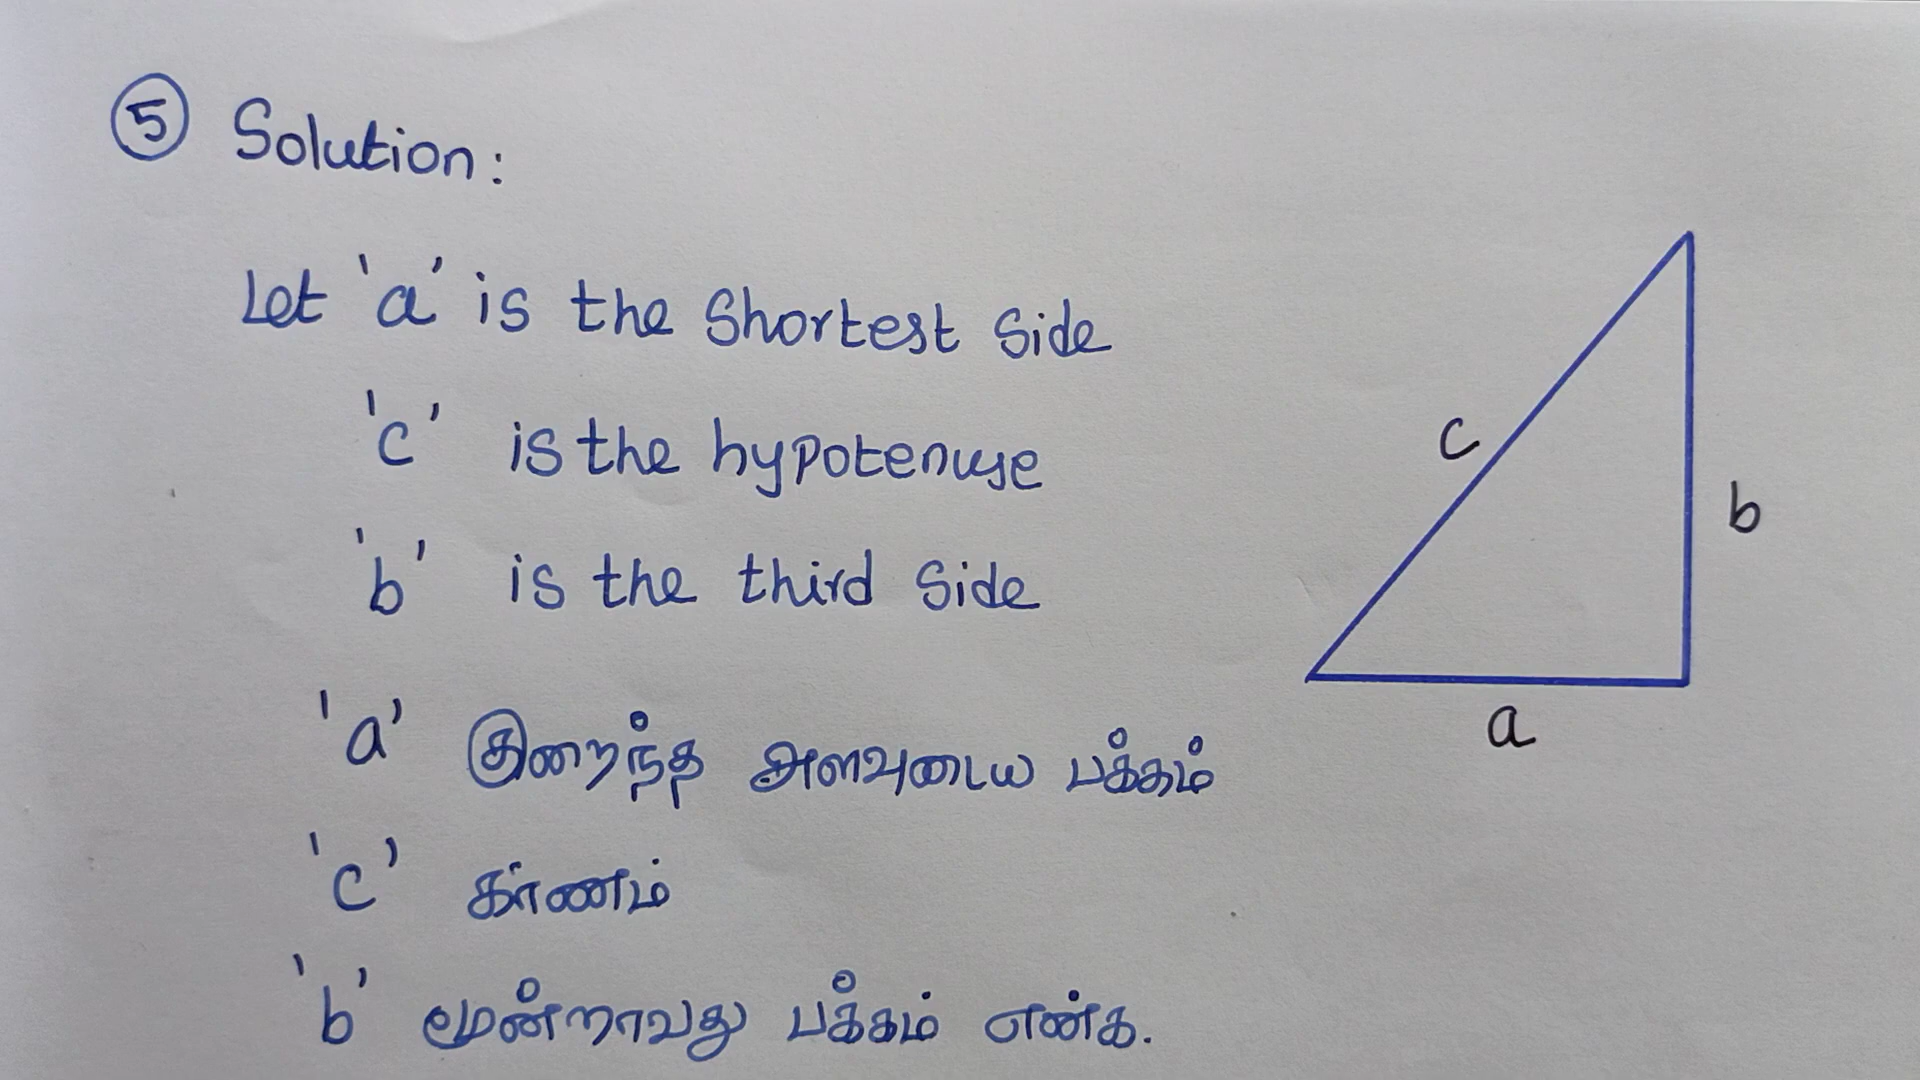 5 Solution:
Let 'a' is the shortest side
'c' is the hypotenuse
'b' is the third side
'a' குறைந்த அளவுடைய பக்கம்
'c' கர்ணம்
'b' மூன்றாவது பக்கம் என்க.
c
b
a